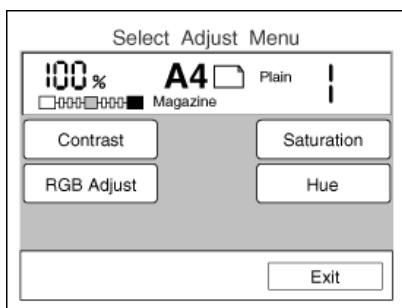 Select Adjust Menu
100% A4 Plain 1
Magazine
Contrast Saturation
RGB Adjust Hue
Exit